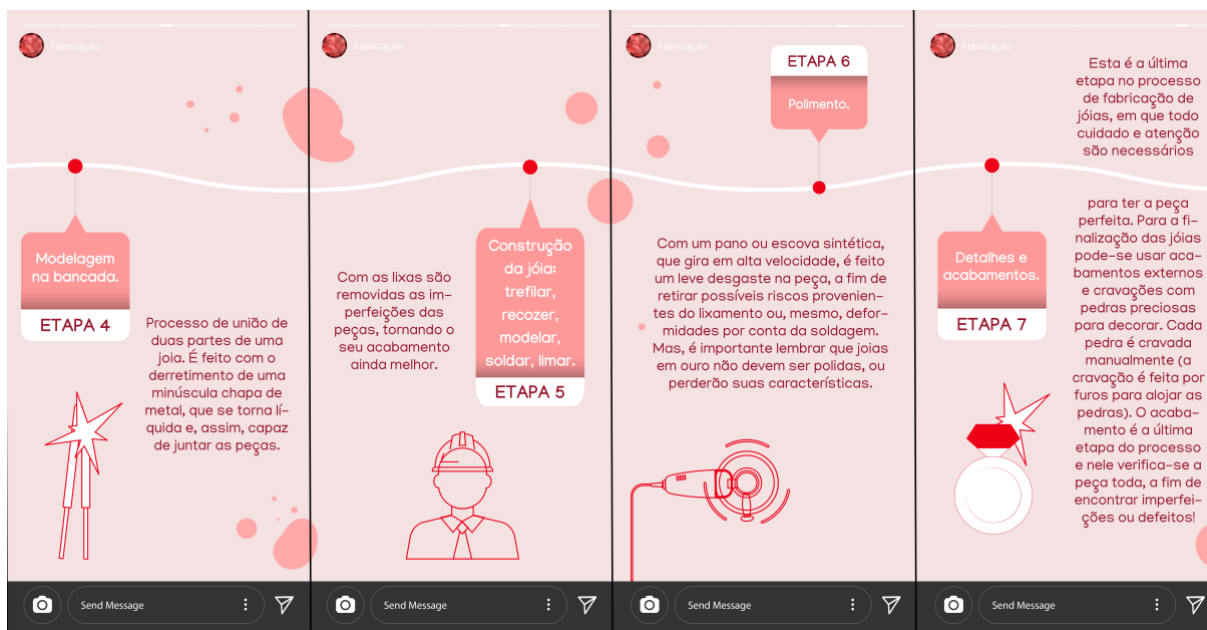 Fabricação
Modelagem
na bancada.
ETAPA 4
Processo de união de
duas partes de uma
joia. É feito com o
derretimento de uma
minúscula chapa de
metal, que se torna lí-
quida e, assim, capaz
de juntar as peças.
Send Message
Fabricação
Com as lixas são
removidas as im-
perfeições das
peças, tornando o
seu acabamento
ainda melhor.
Construção
da jóia:
trefilar,
recozer,
modelar,
soldar, limar.
ETAPA 5
Send Message
Fabricação
ETAPA 6
Polimento.
Com um pano ou escova sintética,
que gira em alta velocidade, é feito
um leve desgaste na peça, a fim de
retirar possíveis riscos provenien-
tes do lixamento ou, mesmo, defor-
midades por conta da soldagem.
Mas, é importante lembrar que joias
em ouro não devem ser polidas, ou
perderão suas características.
Send Message
Fabricação
Esta é a última
etapa no processo
de fabricação de
jóias, em que todo
cuidado e atenção
são necessários
Detalhes e
acabamentos.
ETAPA 7
para ter a peça
perfeita. Para a fi-
nalização das jóias
pode-se usar aca-
bamentos externos
e cravações com
pedras preciosas
para decorar. Cada
pedra é cravada
manualmente (a
cravação é feita por
furos para alojar as
pedras). O acaba-
mento é a última
etapa do processo
e nele verifica-se a
peça toda, a fim de
encontrar imperfei-
ções ou defeitos!
Send Message